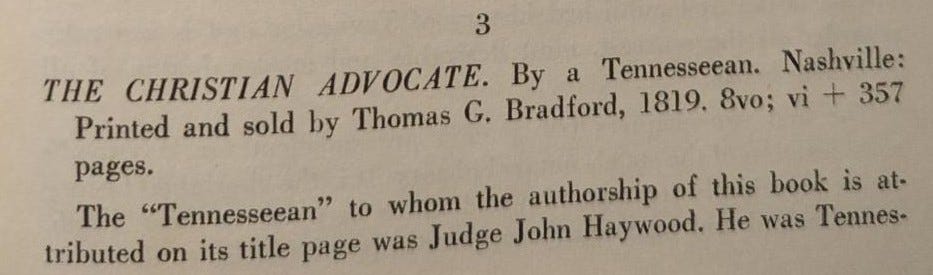 3
THE CHRISTIAN ADVOCATE. By a Tennesseean. Nashville:
Printed and sold by Thomas G. Bradford, 1819. 8vo; vi + 357
pages.
The “Tennesseean” to whom the authorship of this book is at-
tributed on its title page was Judge John Haywood. He was Tennes-